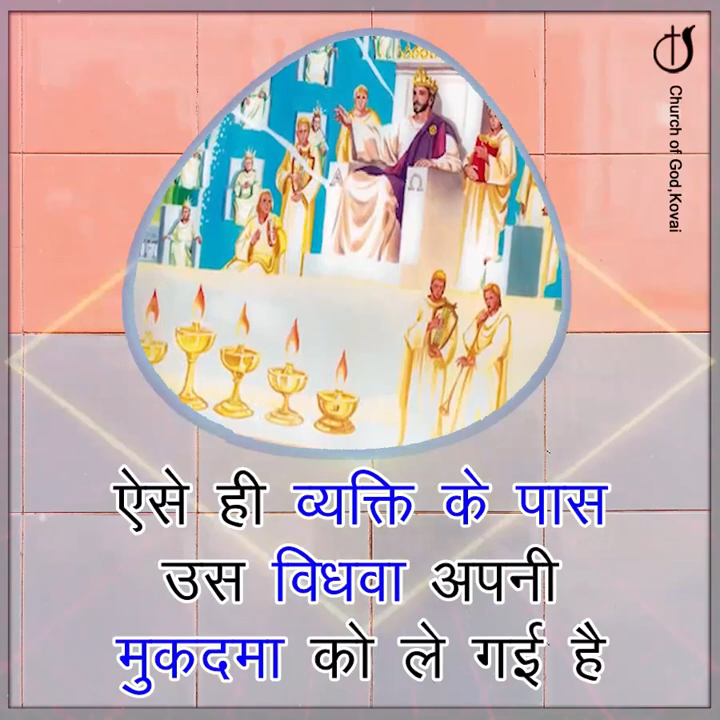 Church of God,Kovai
A Ω
ऐसे ही व्यक्ति के पास
उस विधवा अपनी
मुकदमा को ले गई है